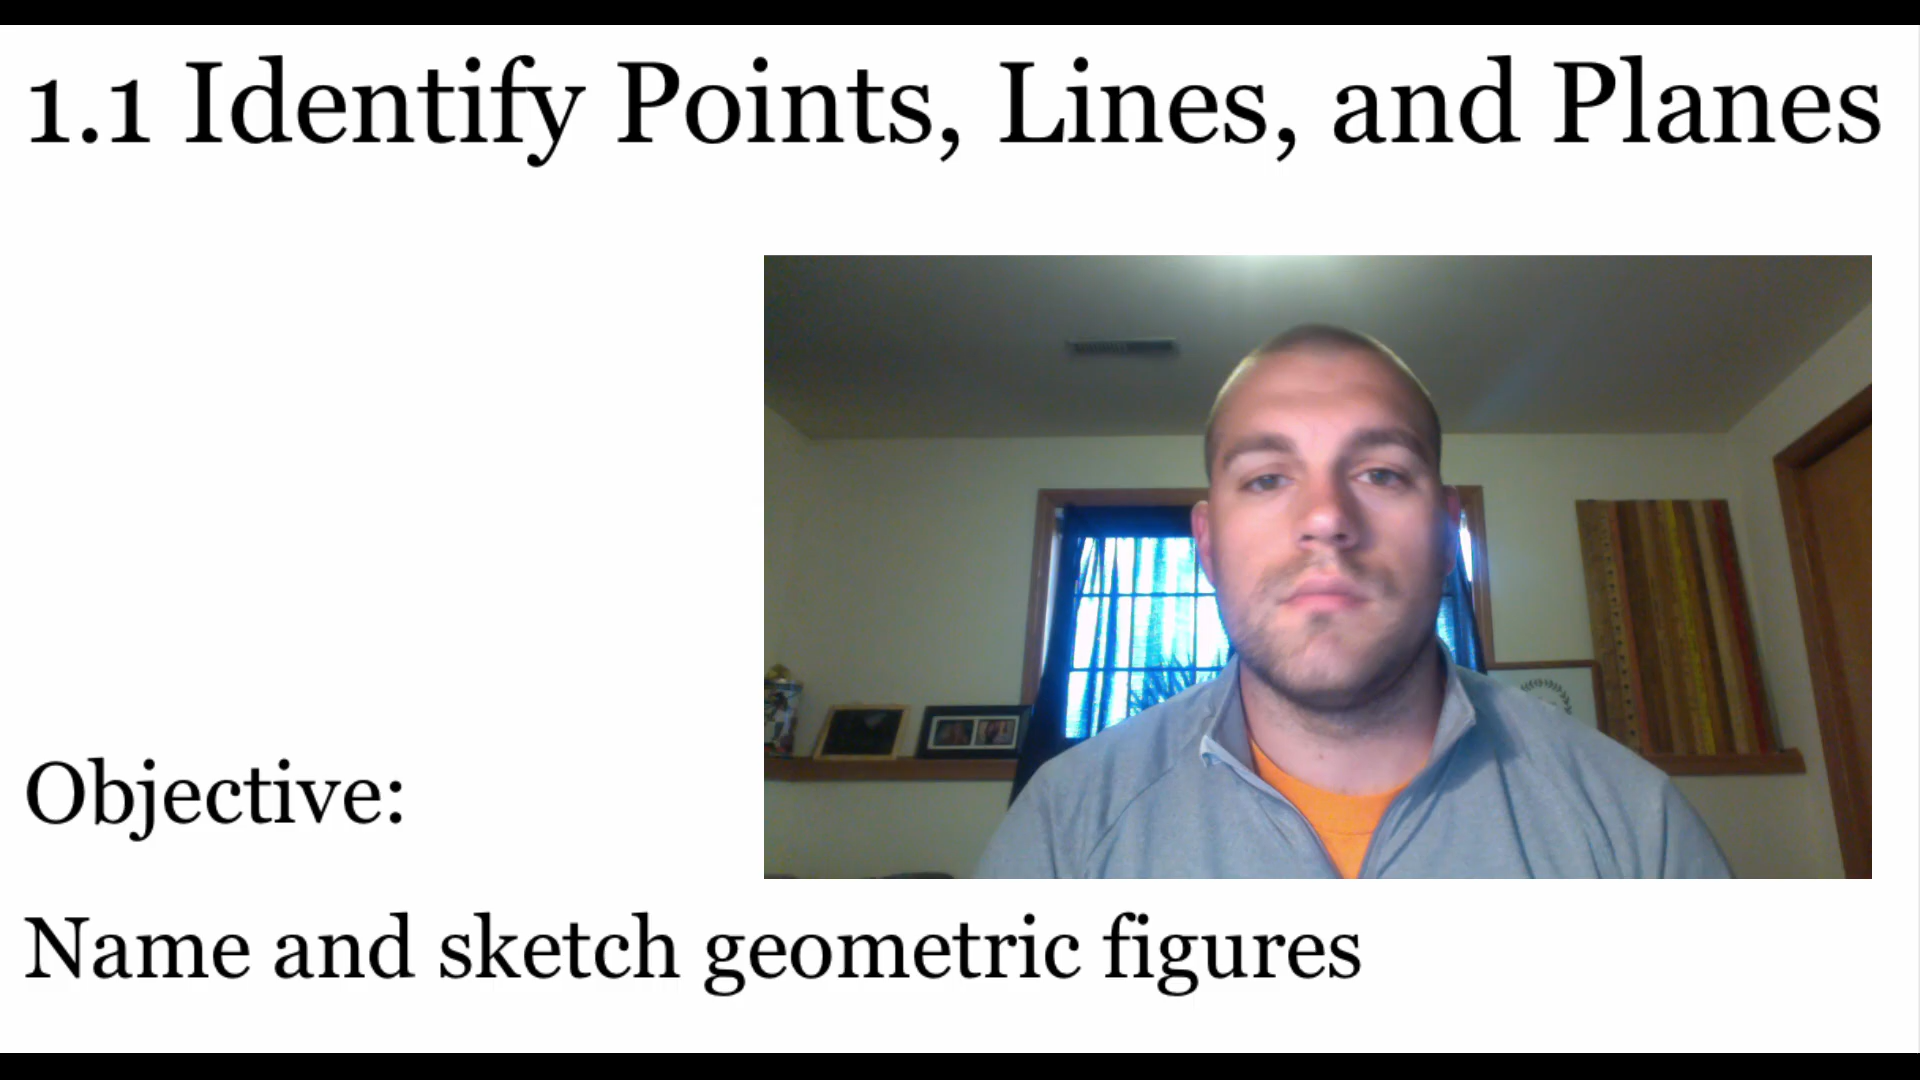 1.1 Identify Points, Lines, and Planes
Objective:
Name and sketch geometric figures